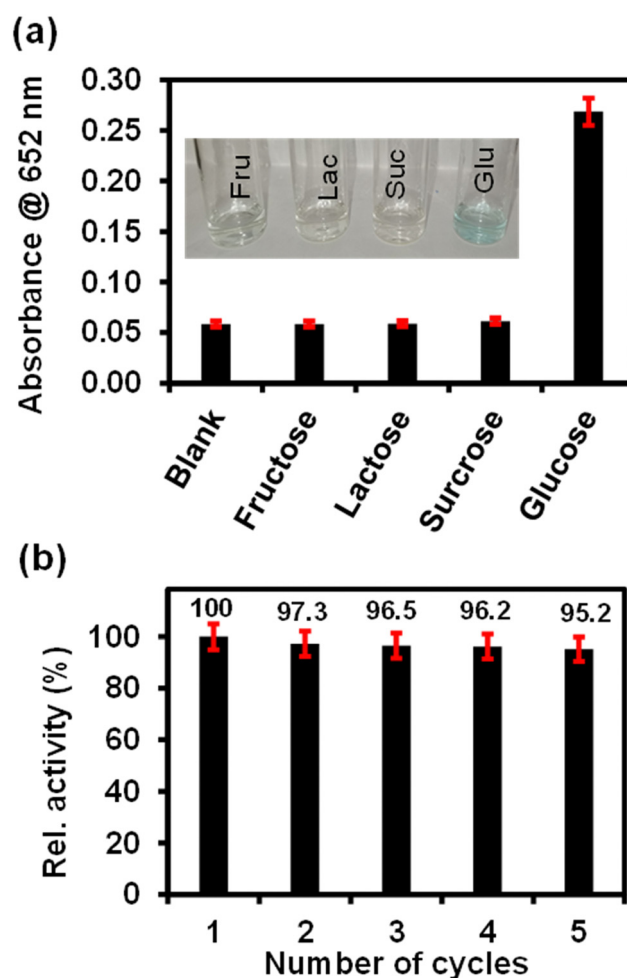 (a)
Absorbance @ 652 nm
0.30
0.25
0.20
0.15
0.10
0.05
0.00
Fru
Lac
Suc
Glu
Blank
Fructose
Lactose
Surcrose
Glucose
(b)
Rel. activity (%)
100
80
60
40
20
0
100
97.3
96.5
96.2
95.2
1 2 3 4 5
Number of cycles